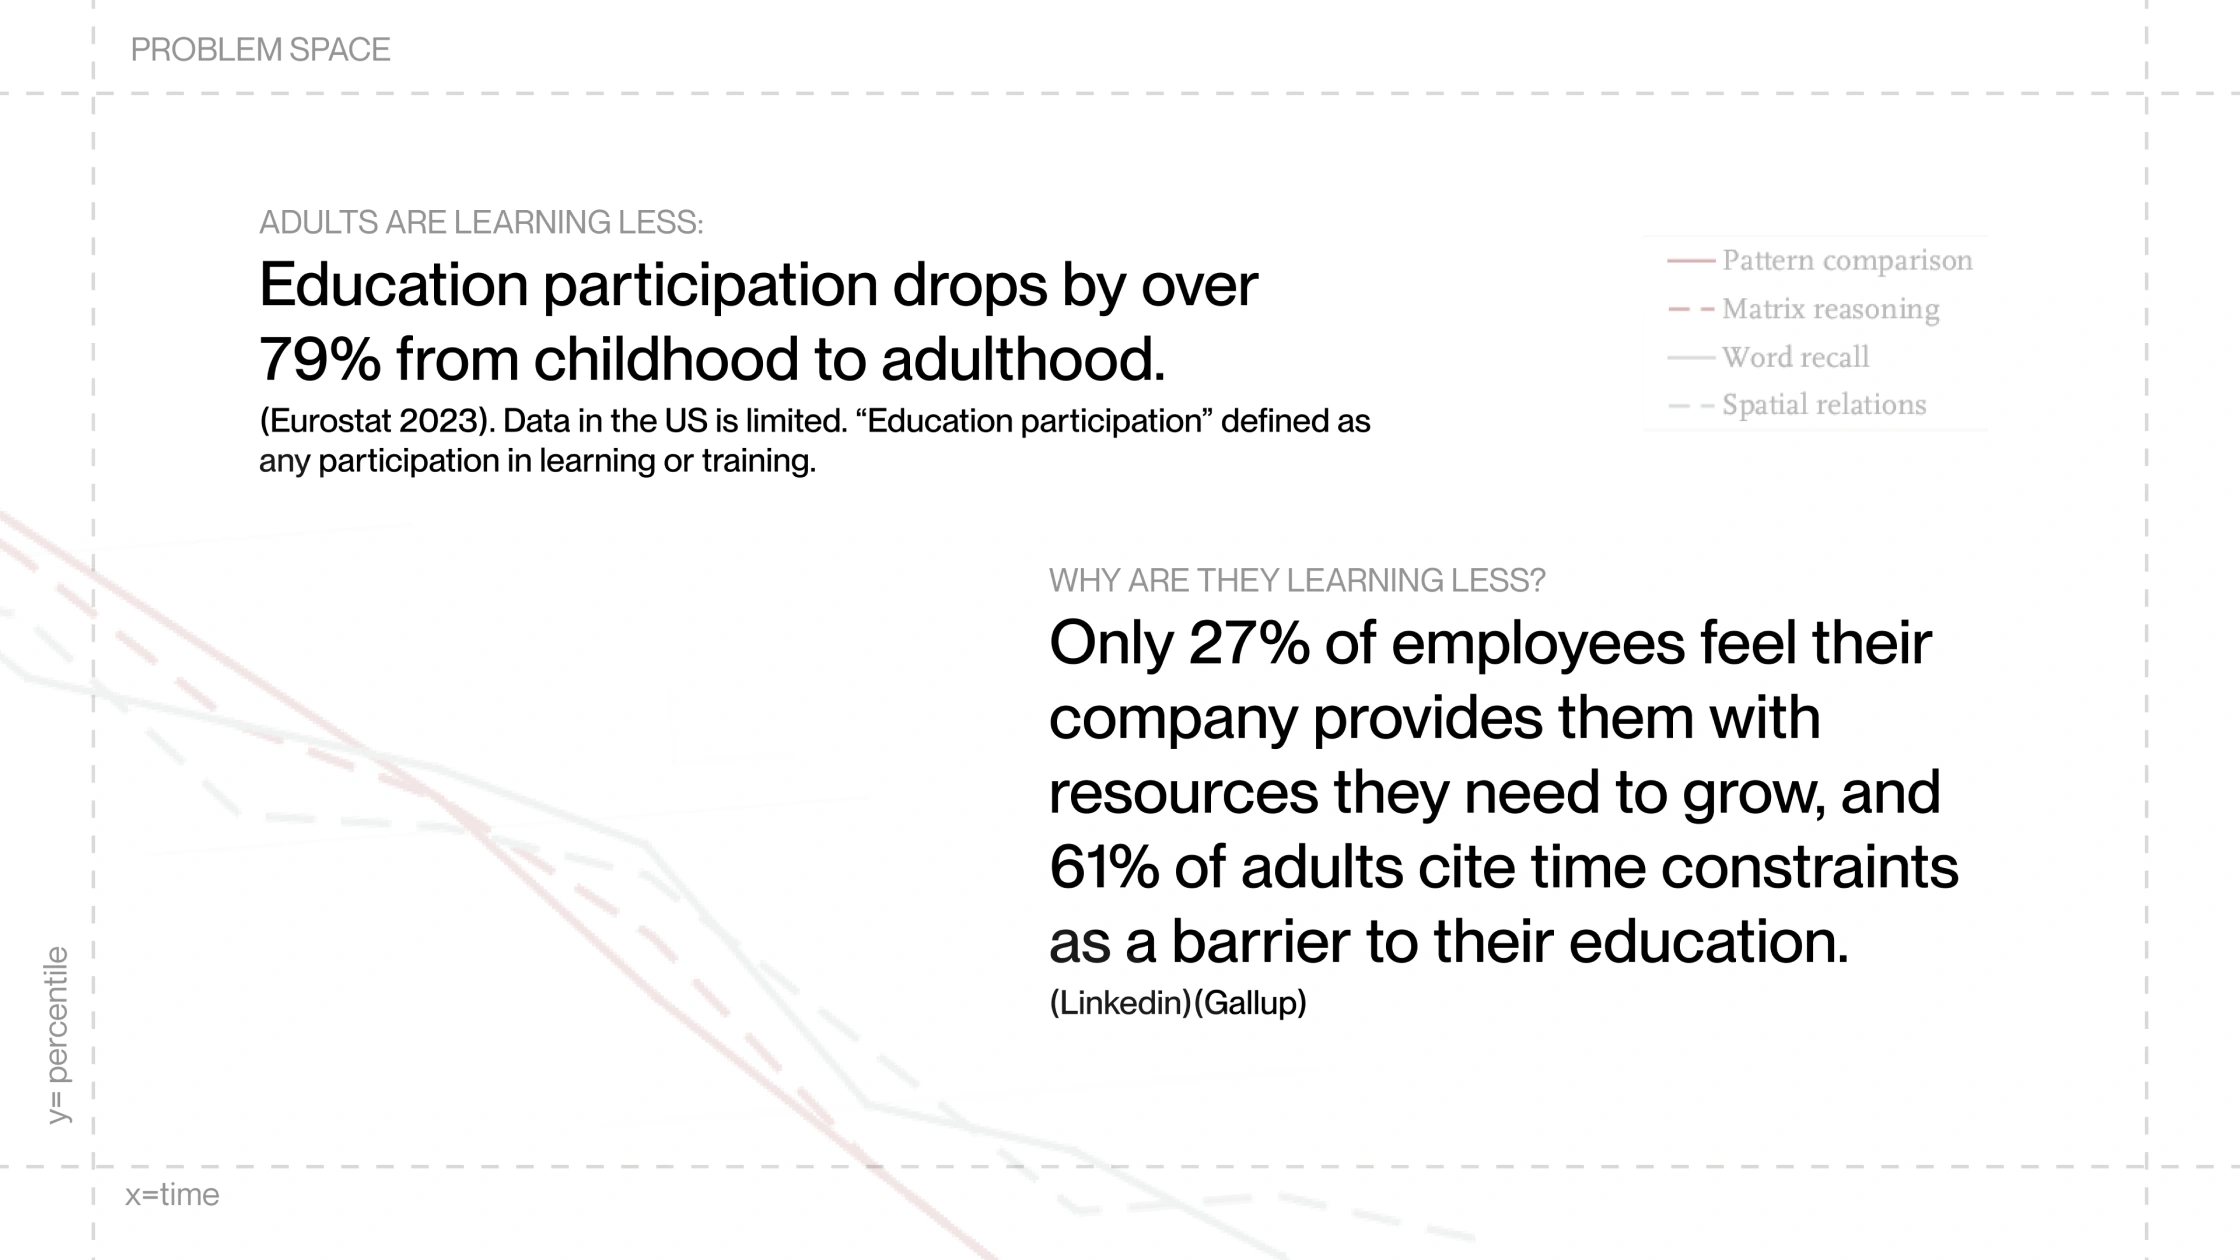 PROBLEM SPACE
ADULTS ARE LEARNING LESS:
Education participation drops by over
79% from childhood to adulthood.
(Eurostat 2023). Data in the US is limited. “Education participation” defined as
any participation in learning or training.
Pattern comparison
Matrix reasoning
Word recall
Spatial relations
WHY ARE THEY LEARNING LESS?
Only 27% of employees feel their
company provides them with
resources they need to grow, and
61% of adults cite time constraints
as a barrier to their education.
(Linkedin)(Gallup)
y= percentile
x=time